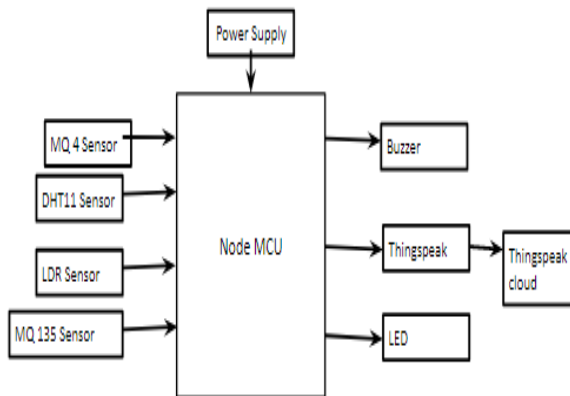 Power Supply
MQ 4 Sensor
DHT11 Sensor
LDR Sensor
MQ 135 Sensor
Node MCU
Buzzer
Thingspeak
Thingspeak
cloud
LED